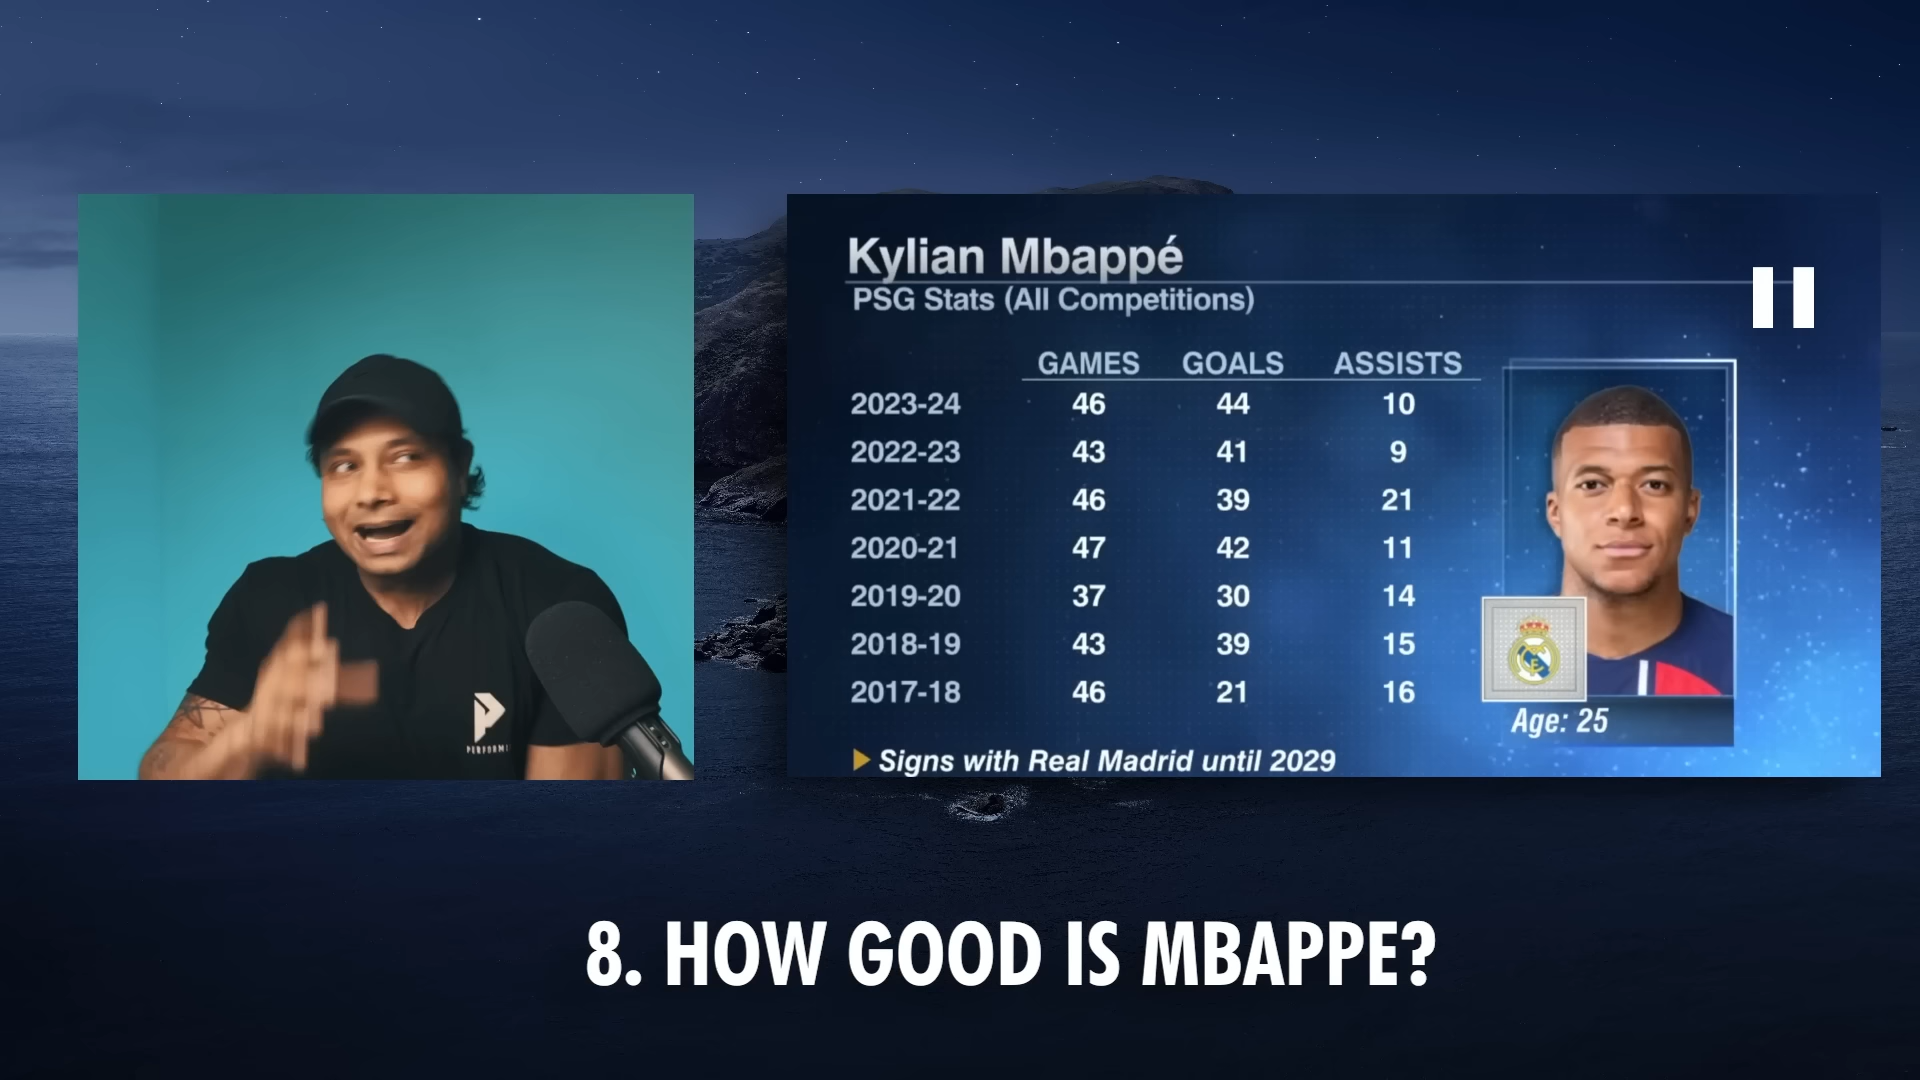 Kylian Mbappé
PSG Stats (All Competitions)
GAMES GOALS ASSISTS
2023-24 46 44 10
2022-23 43 41 9
2021-22 46 39 21
2020-21 47 42 11
2019-20 37 30 14
2018-19 43 39 15
2017-18 46 21 16
Age: 25
Signs with Real Madrid until 2029
8. HOW GOOD IS MBAPPE?